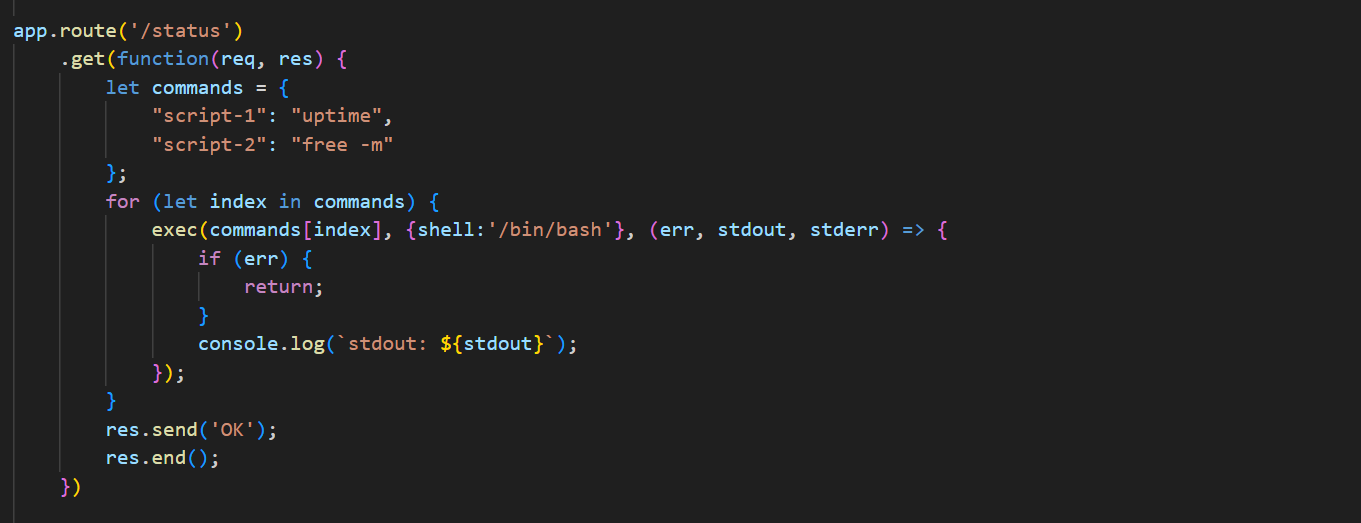 app.route('/status')
    .get(function(req, res) {
        let commands = {
            "script-1": "uptime",
            "script-2": "free -m"
        };
        for (let index in commands) {
            exec(commands[index], {shell:'/bin/bash'}, (err, stdout, stderr) => {
                if (err) {
                    return;
                }
                console.log(`stdout: ${stdout}`);
            });
        }
        res.send('OK');
        res.end();
    })